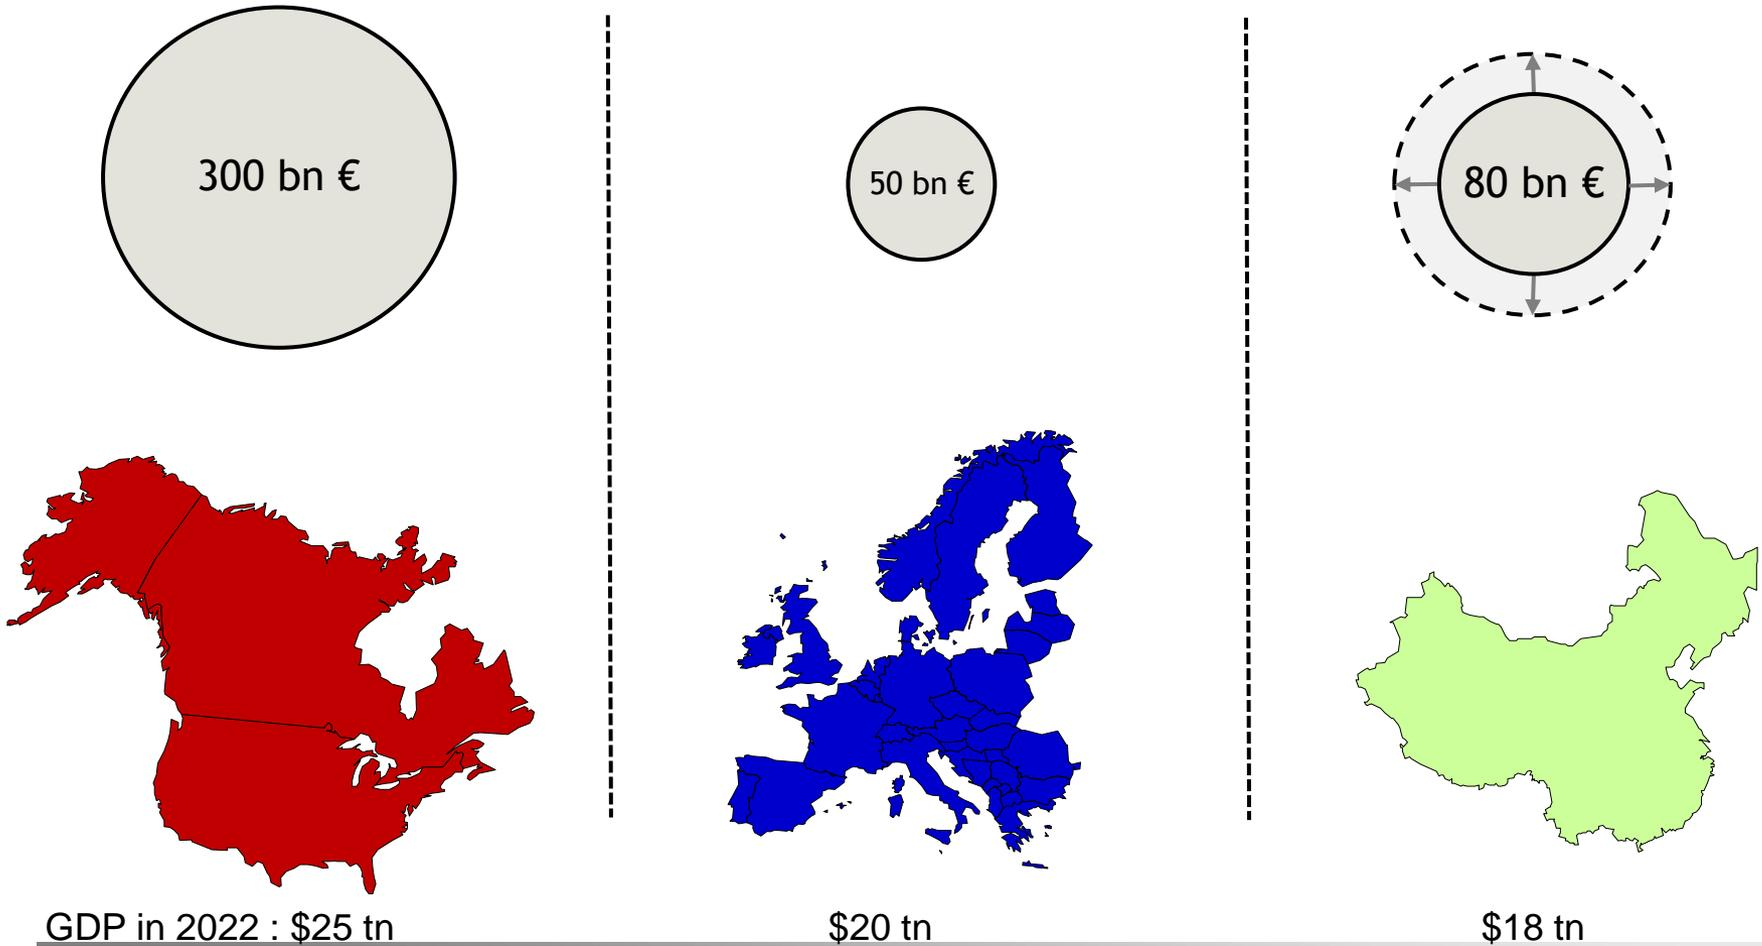 300 bn €
50 bn €
80 bn €
GDP in 2022 : $25 tn
$20 tn
$18 tn